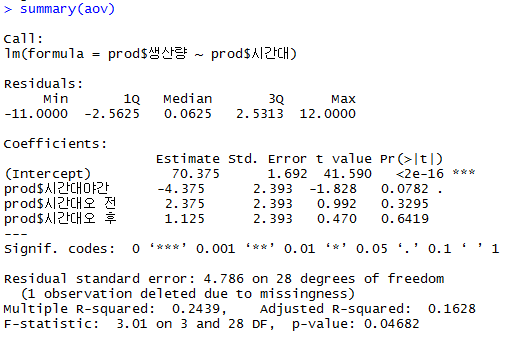 > summary(aov)
Call:
lm(formula = prod$생산량 ~ prod$시간대)
Residuals:
Min 1Q Median 3Q Max
-11.0000 -2.5625 0.0625 2.5313 12.0000
Coefficients:
Estimate Std. Error t value Pr(>|t|)
(Intercept) 70.375 1.692 41.590 <2e-16 ***
prod$시간대야간 -4.375 2.393 -1.828 0.0782 .
prod$시간대오 전 2.375 2.393 0.992 0.3295
prod$시간대오 후 1.125 2.393 0.470 0.6419
---
Signif. codes: 0 ‘***’ 0.001 ‘**’ 0.01 ‘*’ 0.05 ‘.’ 0.1 ‘ ’ 1
Residual standard error: 4.786 on 28 degrees of freedom
(1 observation deleted due to missingness)
Multiple R-squared: 0.2439, Adjusted R-squared: 0.1628
F-statistic: 3.01 on 3 and 28 DF, p-value: 0.04682